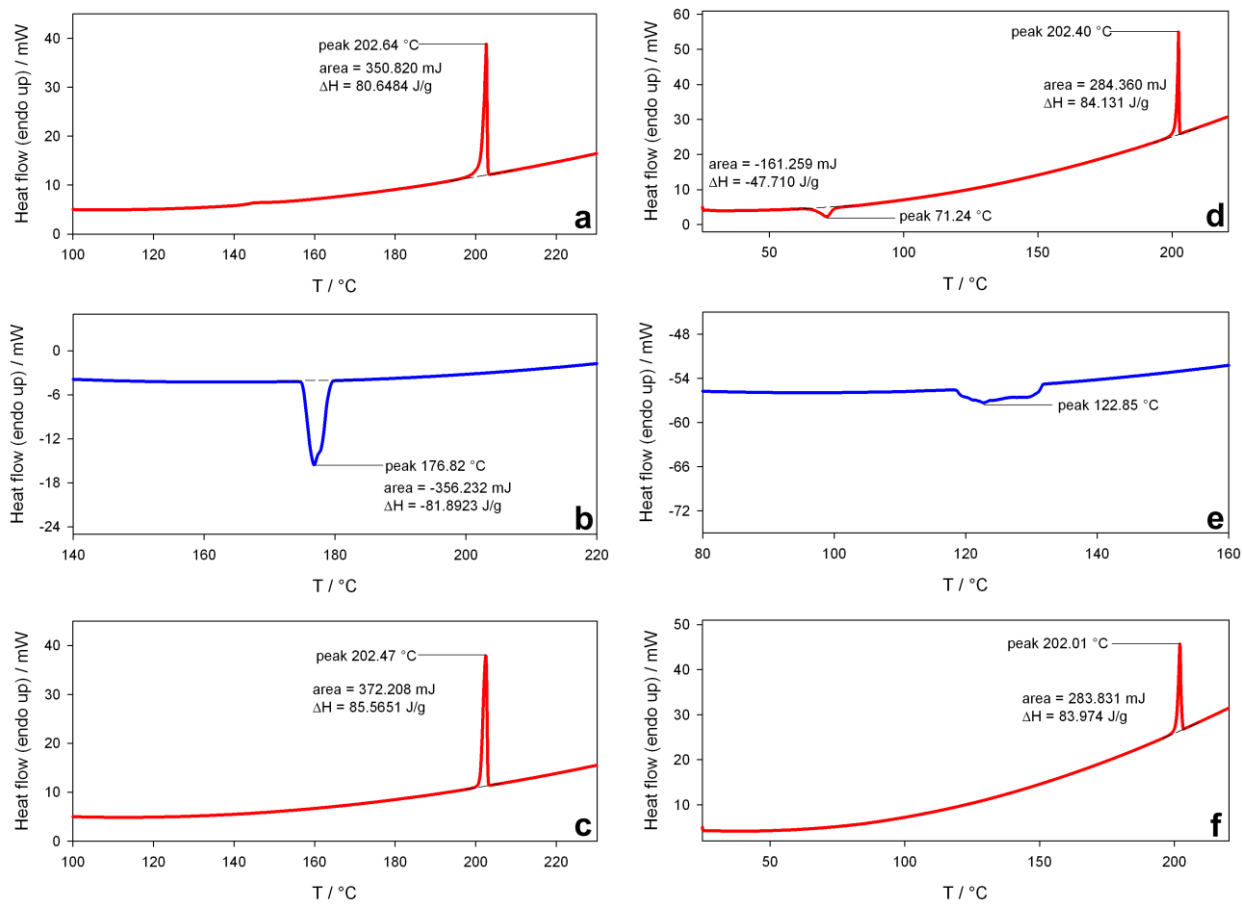 Heat flow (endo up) / mW
40
30
20
10
0
peak 202.64 °C
area = 350.820 mJ
ΔH = 80.6484 J/g
a
100 120 140 160 180 200 220
T / °C
Heat flow (endo up) / mW
60
50
40
30
20
10
0
peak 202.40 °C
area = 284.360 mJ
ΔH = 84.131 J/g
area = -161.259 mJ
ΔH = -47.710 J/g
peak 71.24 °C
d
50 100 150 200
T / °C
Heat flow (endo up) / mW
0
-6
-12
-18
-24
peak 176.82 °C
area = -356.232 mJ
ΔH = -81.8923 J/g
b
140 160 180 200 220
T / °C
Heat flow (endo up) / mW
-48
-54
-60
-66
-72
peak 122.85 °C
e
80 100 120 140 160
T / °C
Heat flow (endo up) / mW
40
30
20
10
0
peak 202.47 °C
area = 372.208 mJ
ΔH = 85.5651 J/g
c
100 120 140 160 180 200 220
T / °C
Heat flow (endo up) / mW
50
40
30
20
10
peak 202.01 °C
area = 283.831 mJ
ΔH = 83.974 J/g
f
50 100 150 200
T / °C